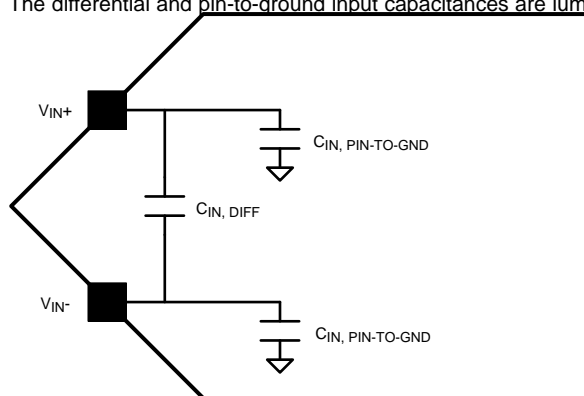 The differential and pin-to-ground input capacitances are lum
VIN+
CIN, PIN-TO-GND
CIN, DIFF
VIN-
CIN, PIN-TO-GND